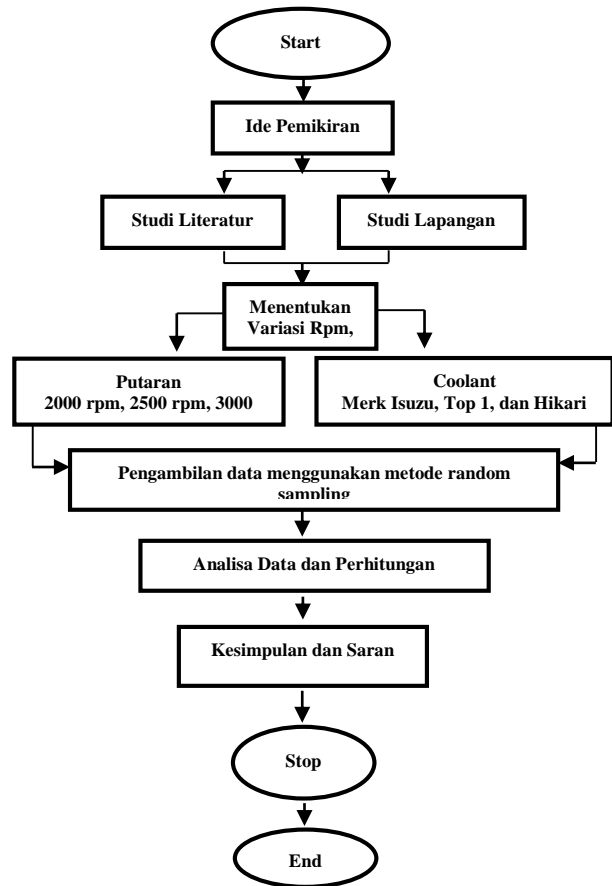 Start
Ide Pemikiran
Studi Literatur
Studi Lapangan
Menentukan
Variasi Rpm,
Putaran
2000 rpm, 2500 rpm, 3000
Coolant
Merk Isuzu, Top 1, dan Hikari
Pengambilan data menggunakan metode random
sampling
Analisa Data dan Perhitungan
Kesimpulan dan Saran
Stop
End